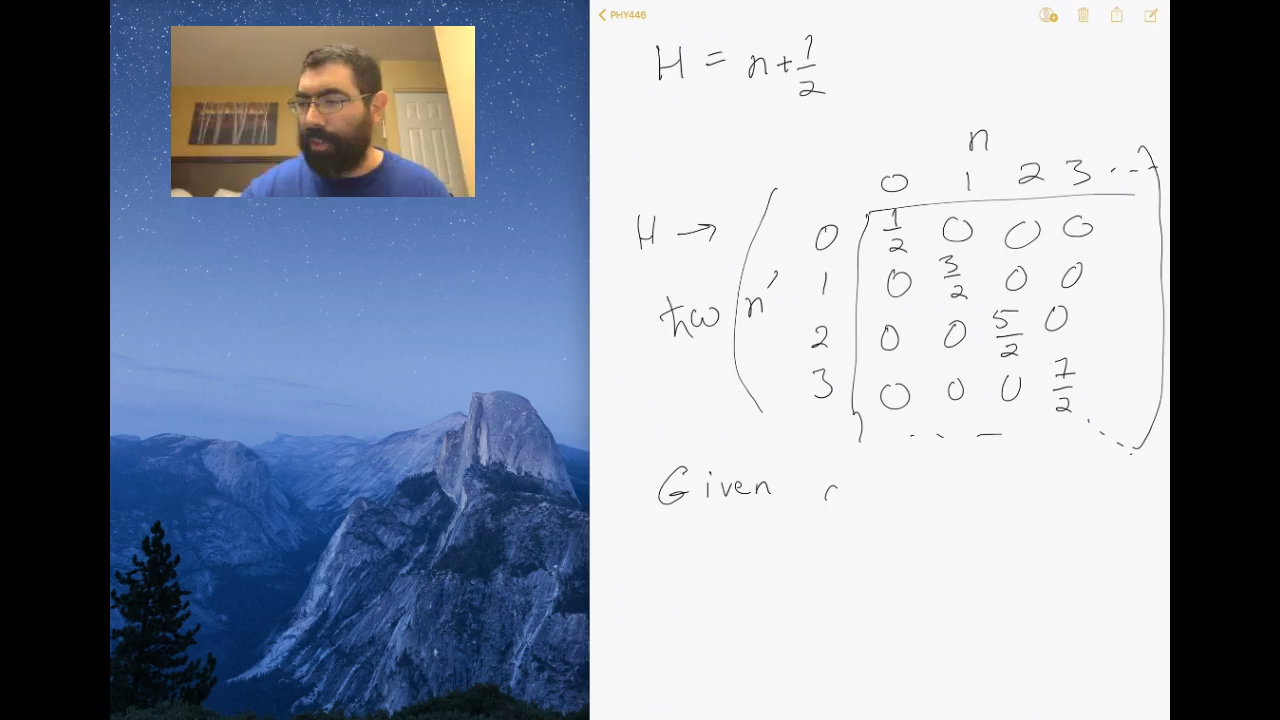 PHY446
H = n+1/2
n
0 1 2 3 ...
H → 0 1/2 0 0 0
ħω n' 1 0 3/2 0 0
2 0 0 5/2 0
3 0 0 0 7/2
Given